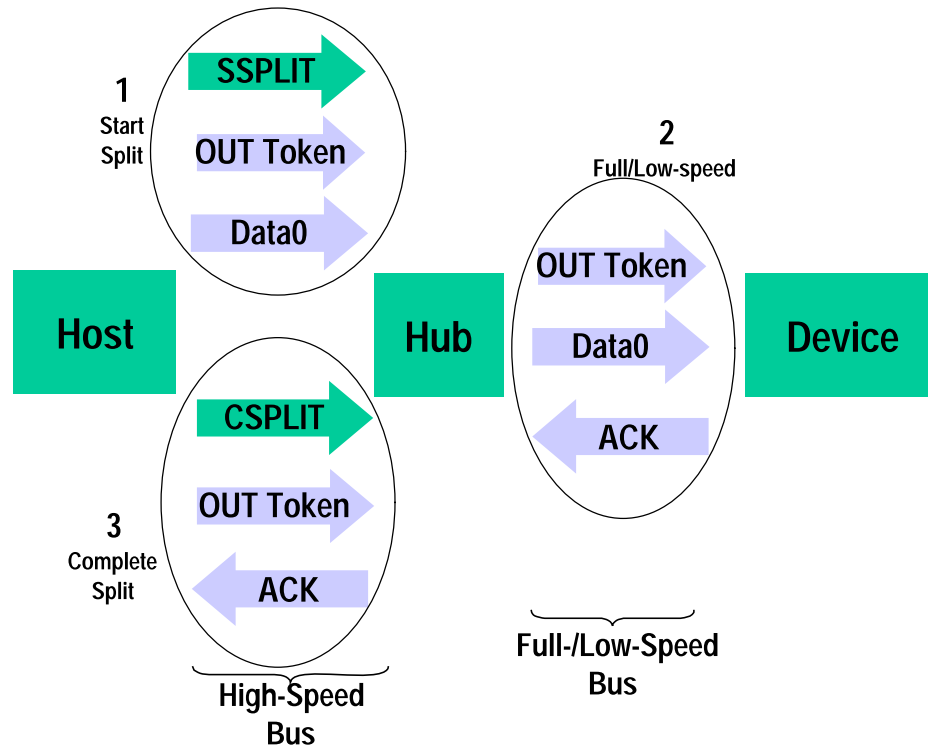 SSPLIT
1
Start
Split
OUT Token
Data0
2
Full/Low-speed
OUT Token
Host
Hub
Data0
Device
CSPLIT
ACK
OUT Token
3
Complete
Split
ACK
Full-/Low-Speed
Bus
High-Speed
Bus